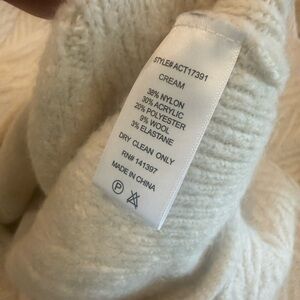 STYLE# ACT17391
CREAM
38% NYLON
30% ACRYLIC
20% POLYESTER
9% WOOL
3% ELASTANE
DRY CLEAN ONLY
RN# 141397
MADE IN CHINA
P